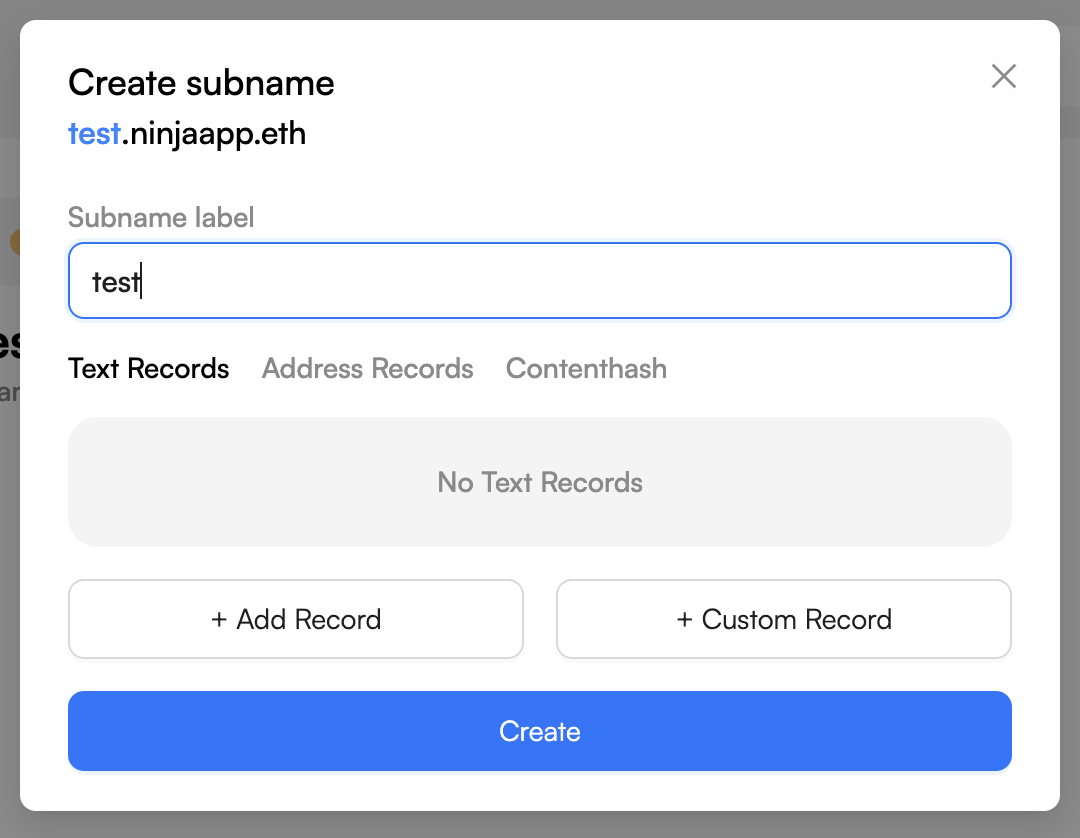 Create subname
test.ninjaapp.eth
Subname label
test
Text Records Address Records Contenthash
No Text Records
+ Add Record + Custom Record
Create